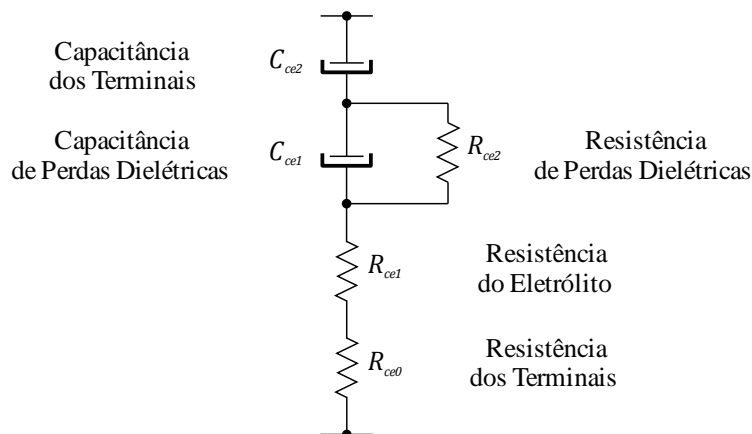 Capacitância
dos Terminais
C_ce2
Capacitância
de Perdas Dielétricas
C_ce1
R_ce2
Resistência
de Perdas Dielétricas
R_ce1
Resistência
do Eletrólito
R_ce0
Resistência
dos Terminais